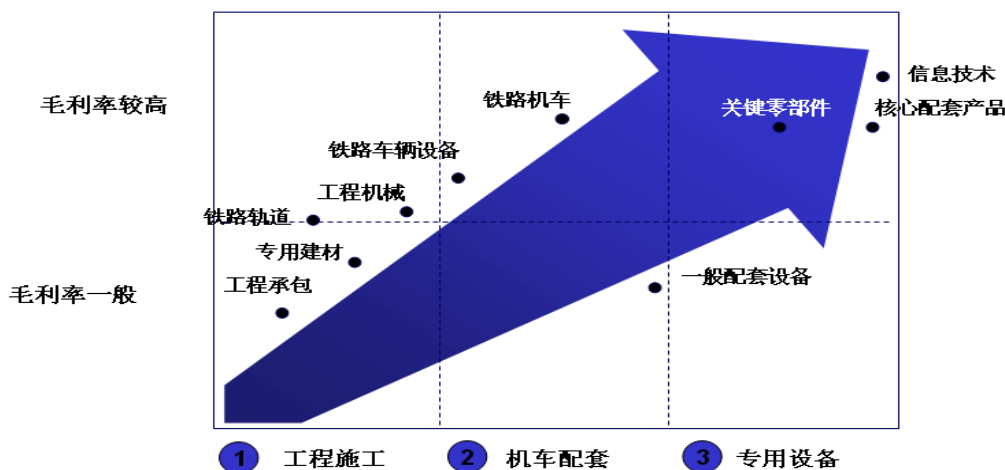 信息技术
毛利率较高
铁路机车
关键零部件
核心配套产品
铁路车辆设备
工程机械
铁路轨道
专用建材
工程承包
一般配套设备
毛利率一般
1 工程施工
2 机车配套
3 专用设备